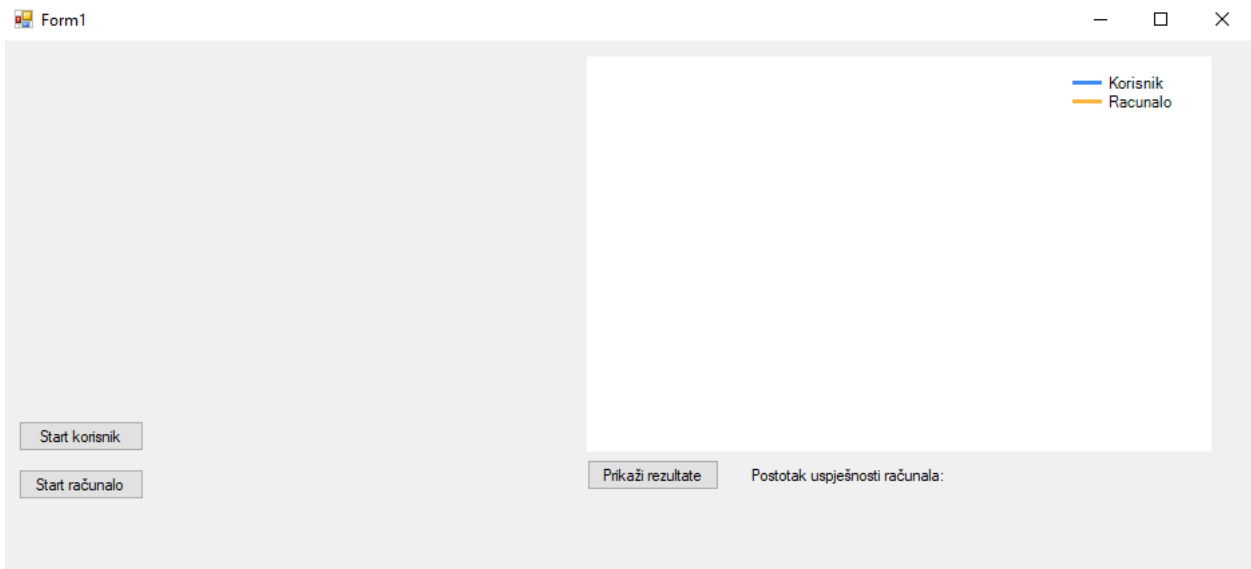 Form1
Korisnik
Racunalo
Start korisnik
Start računalo
Prikaži rezultate
Postotak uspješnosti računala: